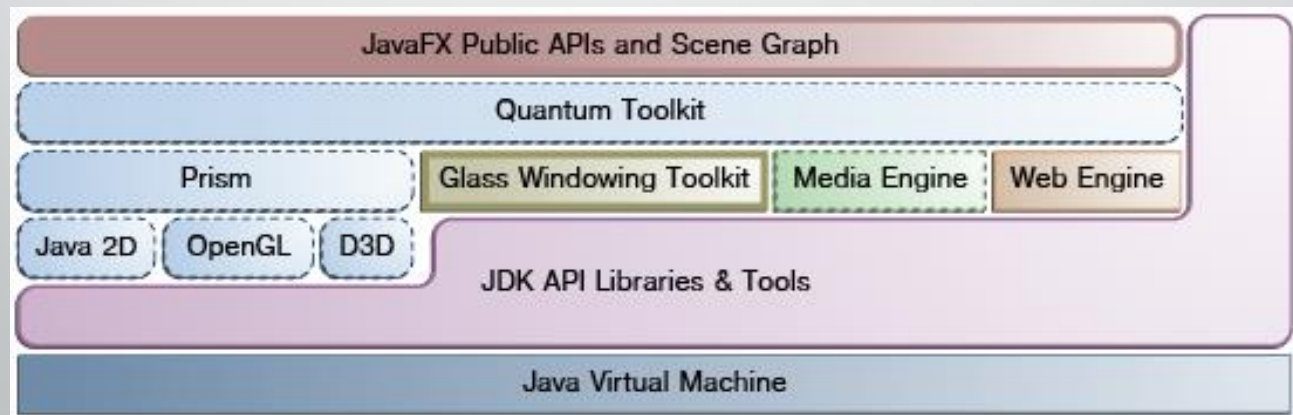 JavaFX Public APIs and Scene Graph
Quantum Toolkit
Prism
Glass Windowing Toolkit
Media Engine
Web Engine
Java 2D
OpenGL
D3D
JDK API Libraries & Tools
Java Virtual Machine